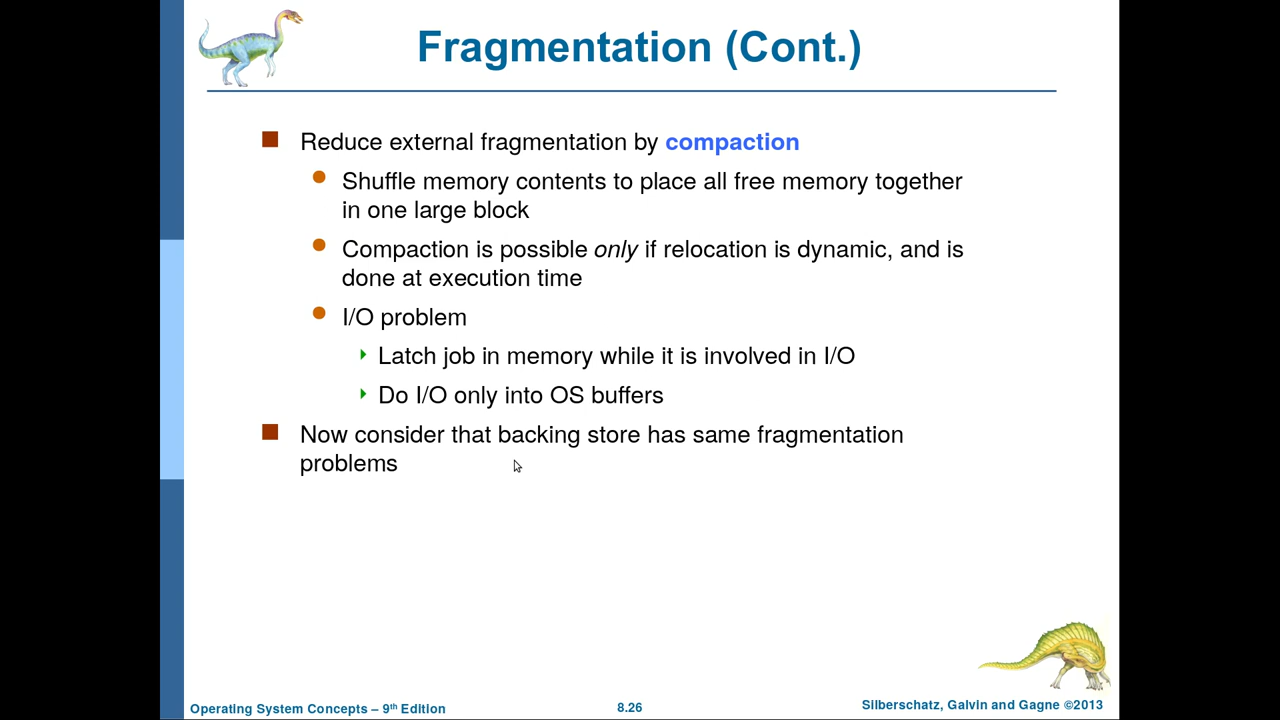 Fragmentation (Cont.)
Reduce external fragmentation by compaction
Shuffle memory contents to place all free memory together
in one large block
Compaction is possible only if relocation is dynamic, and is
done at execution time
I/O problem
Latch job in memory while it is involved in I/O
Do I/O only into OS buffers
Now consider that backing store has same fragmentation
problems
Operating System Concepts – 9th Edition
8.26
Silberschatz, Galvin and Gagne ©2013